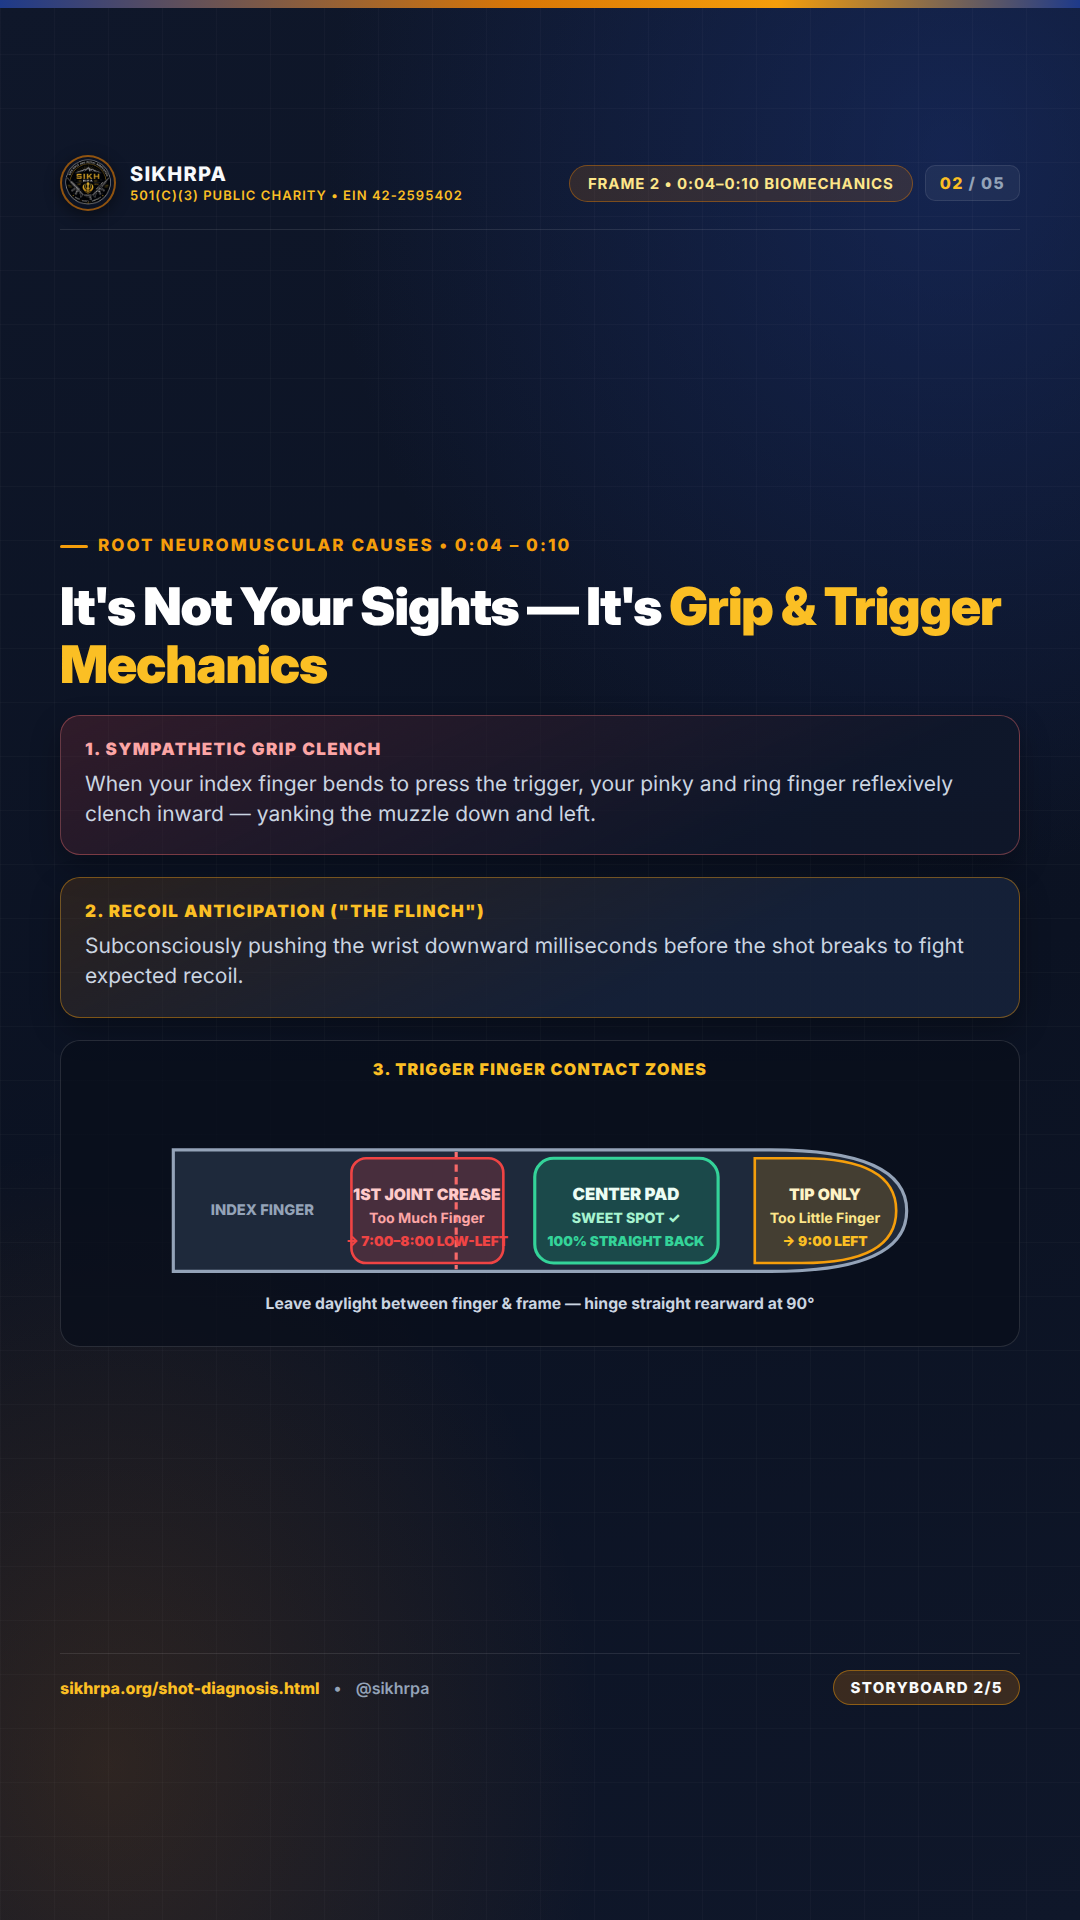 SIKH
SIKHRPA
501(C)(3) PUBLIC CHARITY • EIN 42-2595402
FRAME 2 • 0:04–0:10 BIOMECHANICS
02 / 05
ROOT NEUROMUSCULAR CAUSES • 0:04 – 0:10
It's Not Your Sights — It's Grip & Trigger
Mechanics
1. SYMPATHETIC GRIP CLENCH
When your index finger bends to press the trigger, your pinky and ring finger reflexively
clench inward — yanking the muzzle down and left.
2. RECOIL ANTICIPATION ("THE FLINCH")
Subconsciously pushing the wrist downward milliseconds before the shot breaks to fight
expected recoil.
3. TRIGGER FINGER CONTACT ZONES
INDEX FINGER
1ST JOINT CREASE
Too Much Finger
→ 7:00–8:00 LOW-LEFT
CENTER PAD
SWEET SPOT ✓
100% STRAIGHT BACK
TIP ONLY
Too Little Finger
→ 9:00 LEFT
Leave daylight between finger & frame — hinge straight rearward at 90°
sikhrpa.org/shot-diagnosis.html • @sikhrpa
STORYBOARD 2/5